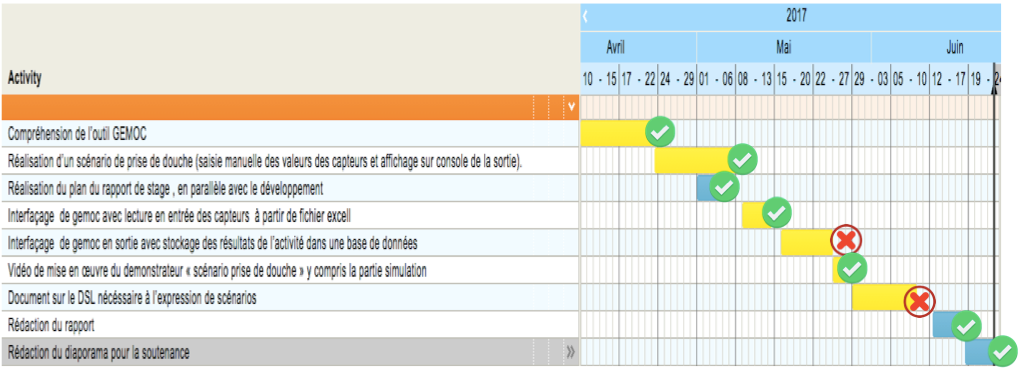 2017
Avril Mai Juin
Activity 10 - 15 17 - 22 24 - 29 01 - 06 08 - 13 15 - 20 22 - 27 29 - 03 05 - 10 12 - 17 19 - 24
Compréhension de l'outil GEMOC
Réalisation d'un scénario de prise de douche (saisie manuelle des valeurs des capteurs et affichage sur console de la sortie).
Réalisation du plan du rapport de stage , en parallèle avec le développement
Interfaçage de gemoc avec lecture en entrée des capteurs à partir de fichier excell
Interfaçage de gemoc en sortie avec stockage des résultats de l'activité dans une base de données
Vidéo de mise en œuvre du demonstrateur « scénario prise de douche » y compris la partie simulation
Document sur le DSL nécéssaire à l'expression de scénarios
Rédaction du rapport
Rédaction du diaporama pour la soutenance